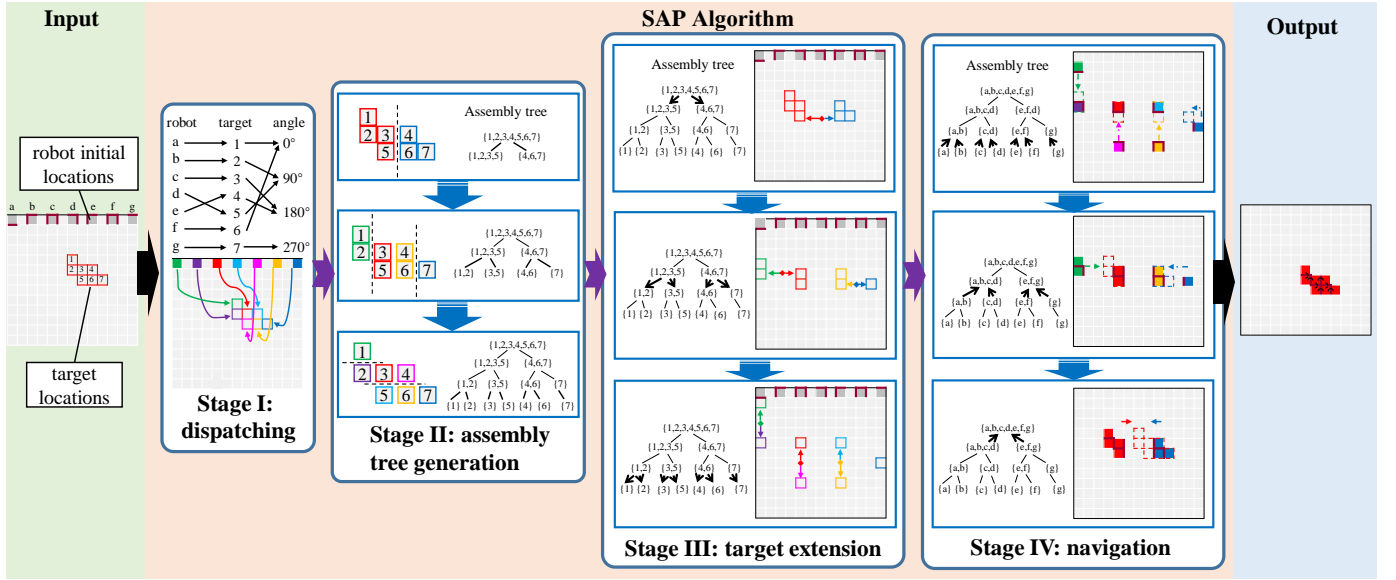 Input
SAP Algorithm
Output
robot initial
locations
a b c d e f g
1
2 3 4
5 6 7
target
locations
robot target angle
a 1 0°
b 2
c 3 90°
d 4
e 5 180°
f 6
g 7 270°
Stage I:
dispatching
1
2 3 4
5 6 7
Assembly tree
{1,2,3,4,5,6,7}
{1,2,3,5} {4,6,7}
1
2 3 4
5 6 7
{1,2,3,4,5,6,7}
{1,2,3,5} {4,6,7}
{1,2} {3,5} {4,6} {7}
1
2 3 4
5 6 7
{1,2,3,4,5,6,7}
{1,2,3,5} {4,6,7}
{1,2} {3,5} {4,6} {7}
{1} {2} {3} {5} {4} {6} {7}
Stage II: assembly
tree generation
Assembly tree
{1,2,3,4,5,6,7}
{1,2,3,5} {4,6,7}
{1,2} {3,5} {4,6} {7}
{1} {2} {3} {5} {4} {6} {7}
{1,2,3,4,5,6,7}
{1,2,3,5} {4,6,7}
{1,2} {3,5} {4,6} {7}
{1} {2} {3} {5} {4} {6} {7}
{1,2,3,4,5,6,7}
{1,2,3,5} {4,6,7}
{1,2} {3,5} {4,6} {7}
{1} {2} {3} {5} {4} {6} {7}
Stage III: target extension
Assembly tree
{a,b,c,d,e,f,g}
{a,b,c,d} {e,f,d}
{a,b} {c,d} {e,f} {g}
{a} {b} {c} {d} {e} {f} {g}
{a,b,c,d,e,f,g}
{a,b,c,d} {e,f,g}
{a,b} {c,d} {e,f} {g}
{a} {b} {c} {d} {e} {f} {g}
{a,b,c,d,e,f,g}
{a,b,c,d} {e,f,g}
{a,b} {c,d} {e,f} {g}
{a} {b} {c} {d} {e} {f} {g}
Stage IV: navigation